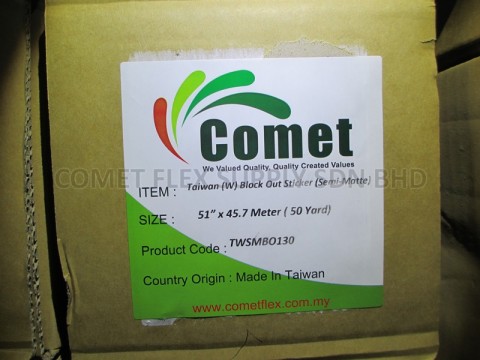 Comet
We Valued Quality, Quality Created Values
COMET FLEX SUPPLY SDN BHD
ITEM : Taiwan (W) Block Out Sticker (Semi-Matte)
SIZE : 51" x 45.7 Meter ( 50 Yard)
Product Code : TWSMBO130
Country Origin : Made In Taiwan
www.cometflex.com.my